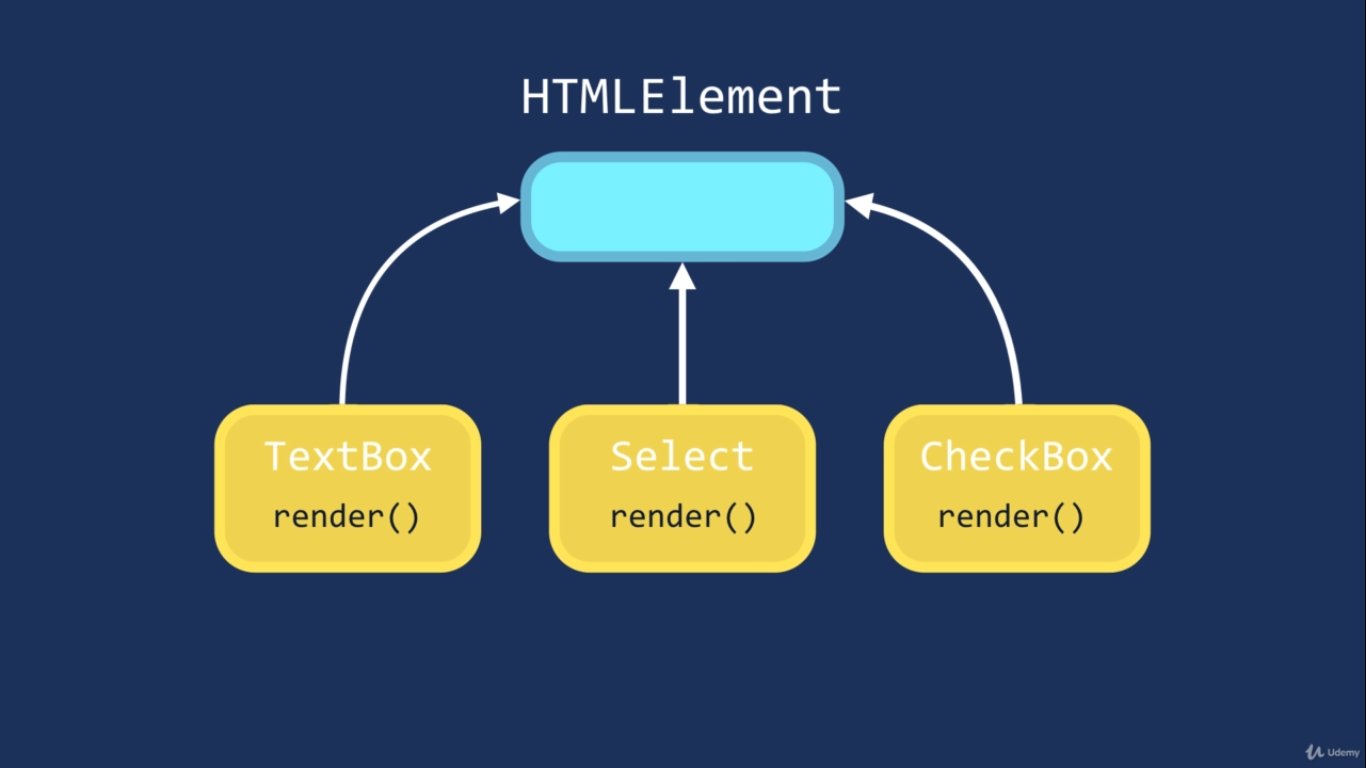 HTMLElement
TextBox
render()
Select
render()
CheckBox
render()
Udemy